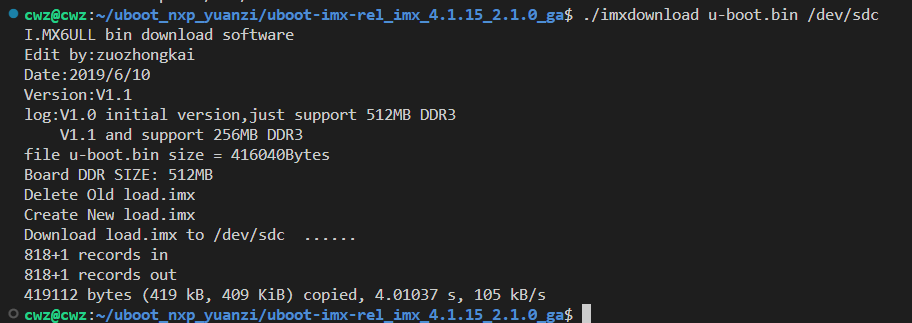 cwz@cwz:~/uboot_nxp_yuanzi/uboot-imx-rel_imx_4.1.15_2.1.0_ga$ ./imxdownload u-boot.bin /dev/sdc
I.MX6ULL bin download software
Edit by:zuozhongkai
Date:2019/6/10
Version:V1.1
log:V1.0 initial version,just support 512MB DDR3
    V1.1 and support 256MB DDR3
file u-boot.bin size = 416040Bytes
Board DDR SIZE: 512MB
Delete Old load.imx
Create New load.imx
Download load.imx to /dev/sdc  ......
818+1 records in
818+1 records out
419112 bytes (419 kB, 409 KiB) copied, 4.01037 s, 105 kB/s
cwz@cwz:~/uboot_nxp_yuanzi/uboot-imx-rel_imx_4.1.15_2.1.0_ga$